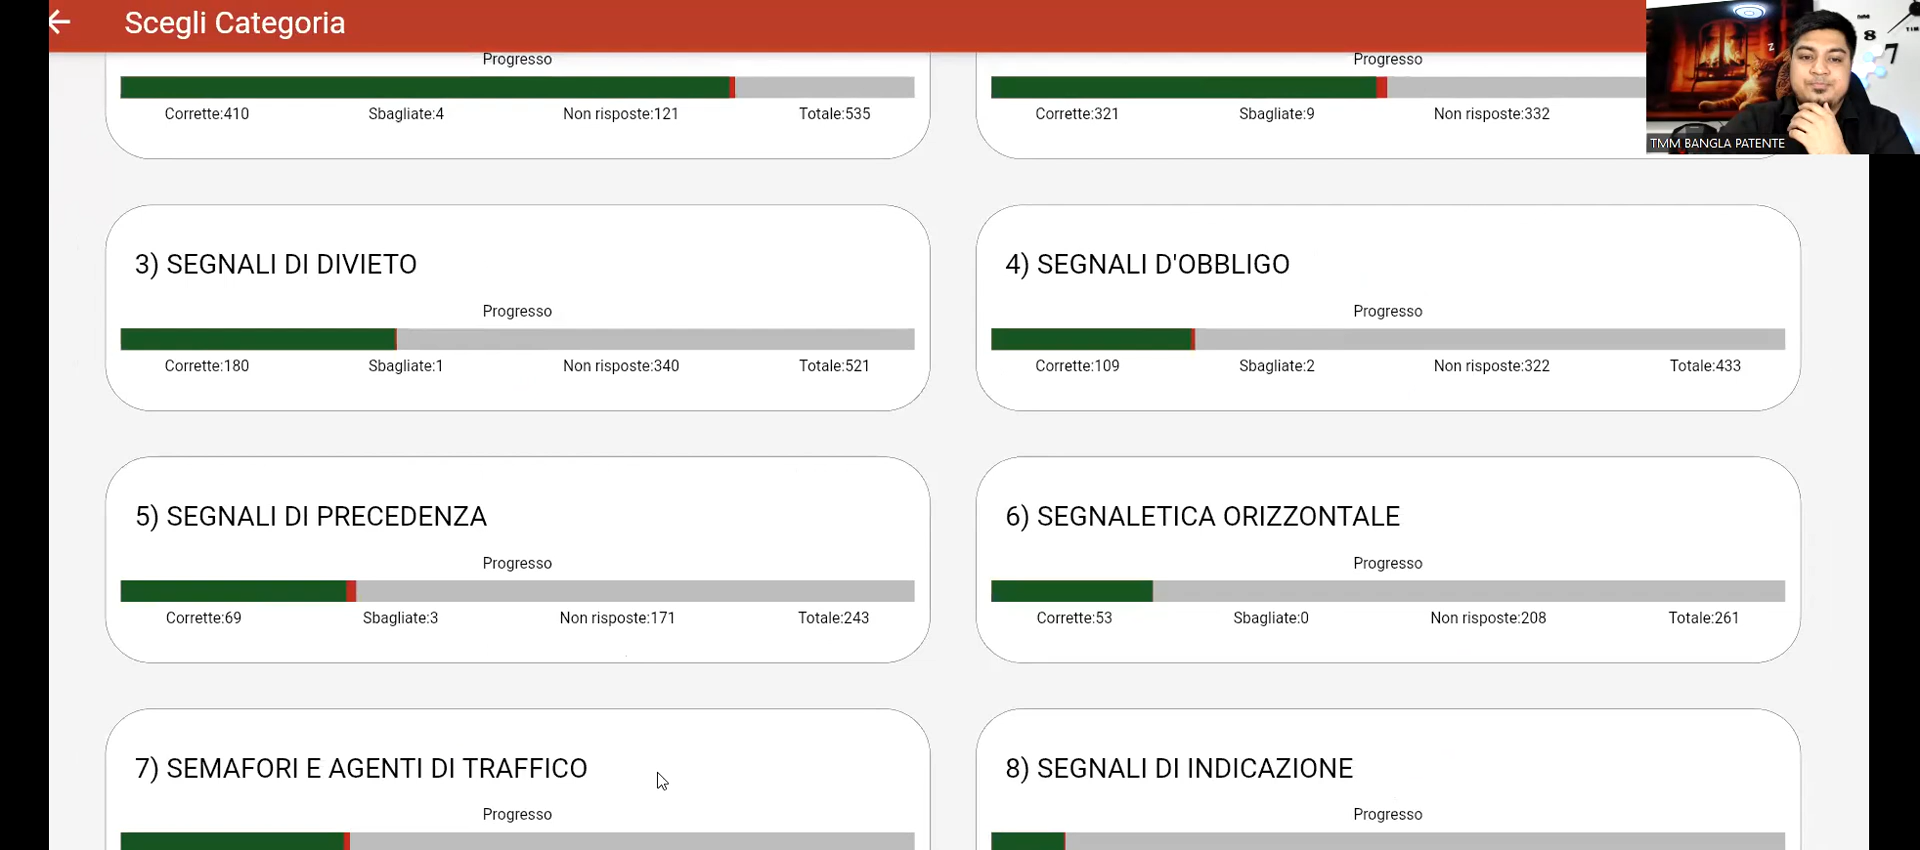 Scegli Categoria
Progresso
Corrette:410 Sbagliate:4 Non risposte:121 Totale:535
Progresso
Corrette:321 Sbagliate:9 Non risposte:332
TMM BANGLA PATENTE
8
7
z
3) SEGNALI DI DIVIETO
Progresso
Corrette:180 Sbagliate:1 Non risposte:340 Totale:521
4) SEGNALI D'OBBLIGO
Progresso
Corrette:109 Sbagliate:2 Non risposte:322 Totale:433
5) SEGNALI DI PRECEDENZA
Progresso
Corrette:69 Sbagliate:3 Non risposte:171 Totale:243
6) SEGNALETICA ORIZZONTALE
Progresso
Corrette:53 Sbagliate:0 Non risposte:208 Totale:261
7) SEMAFORI E AGENTI DI TRAFFICO
Progresso
8) SEGNALI DI INDICAZIONE
Progresso